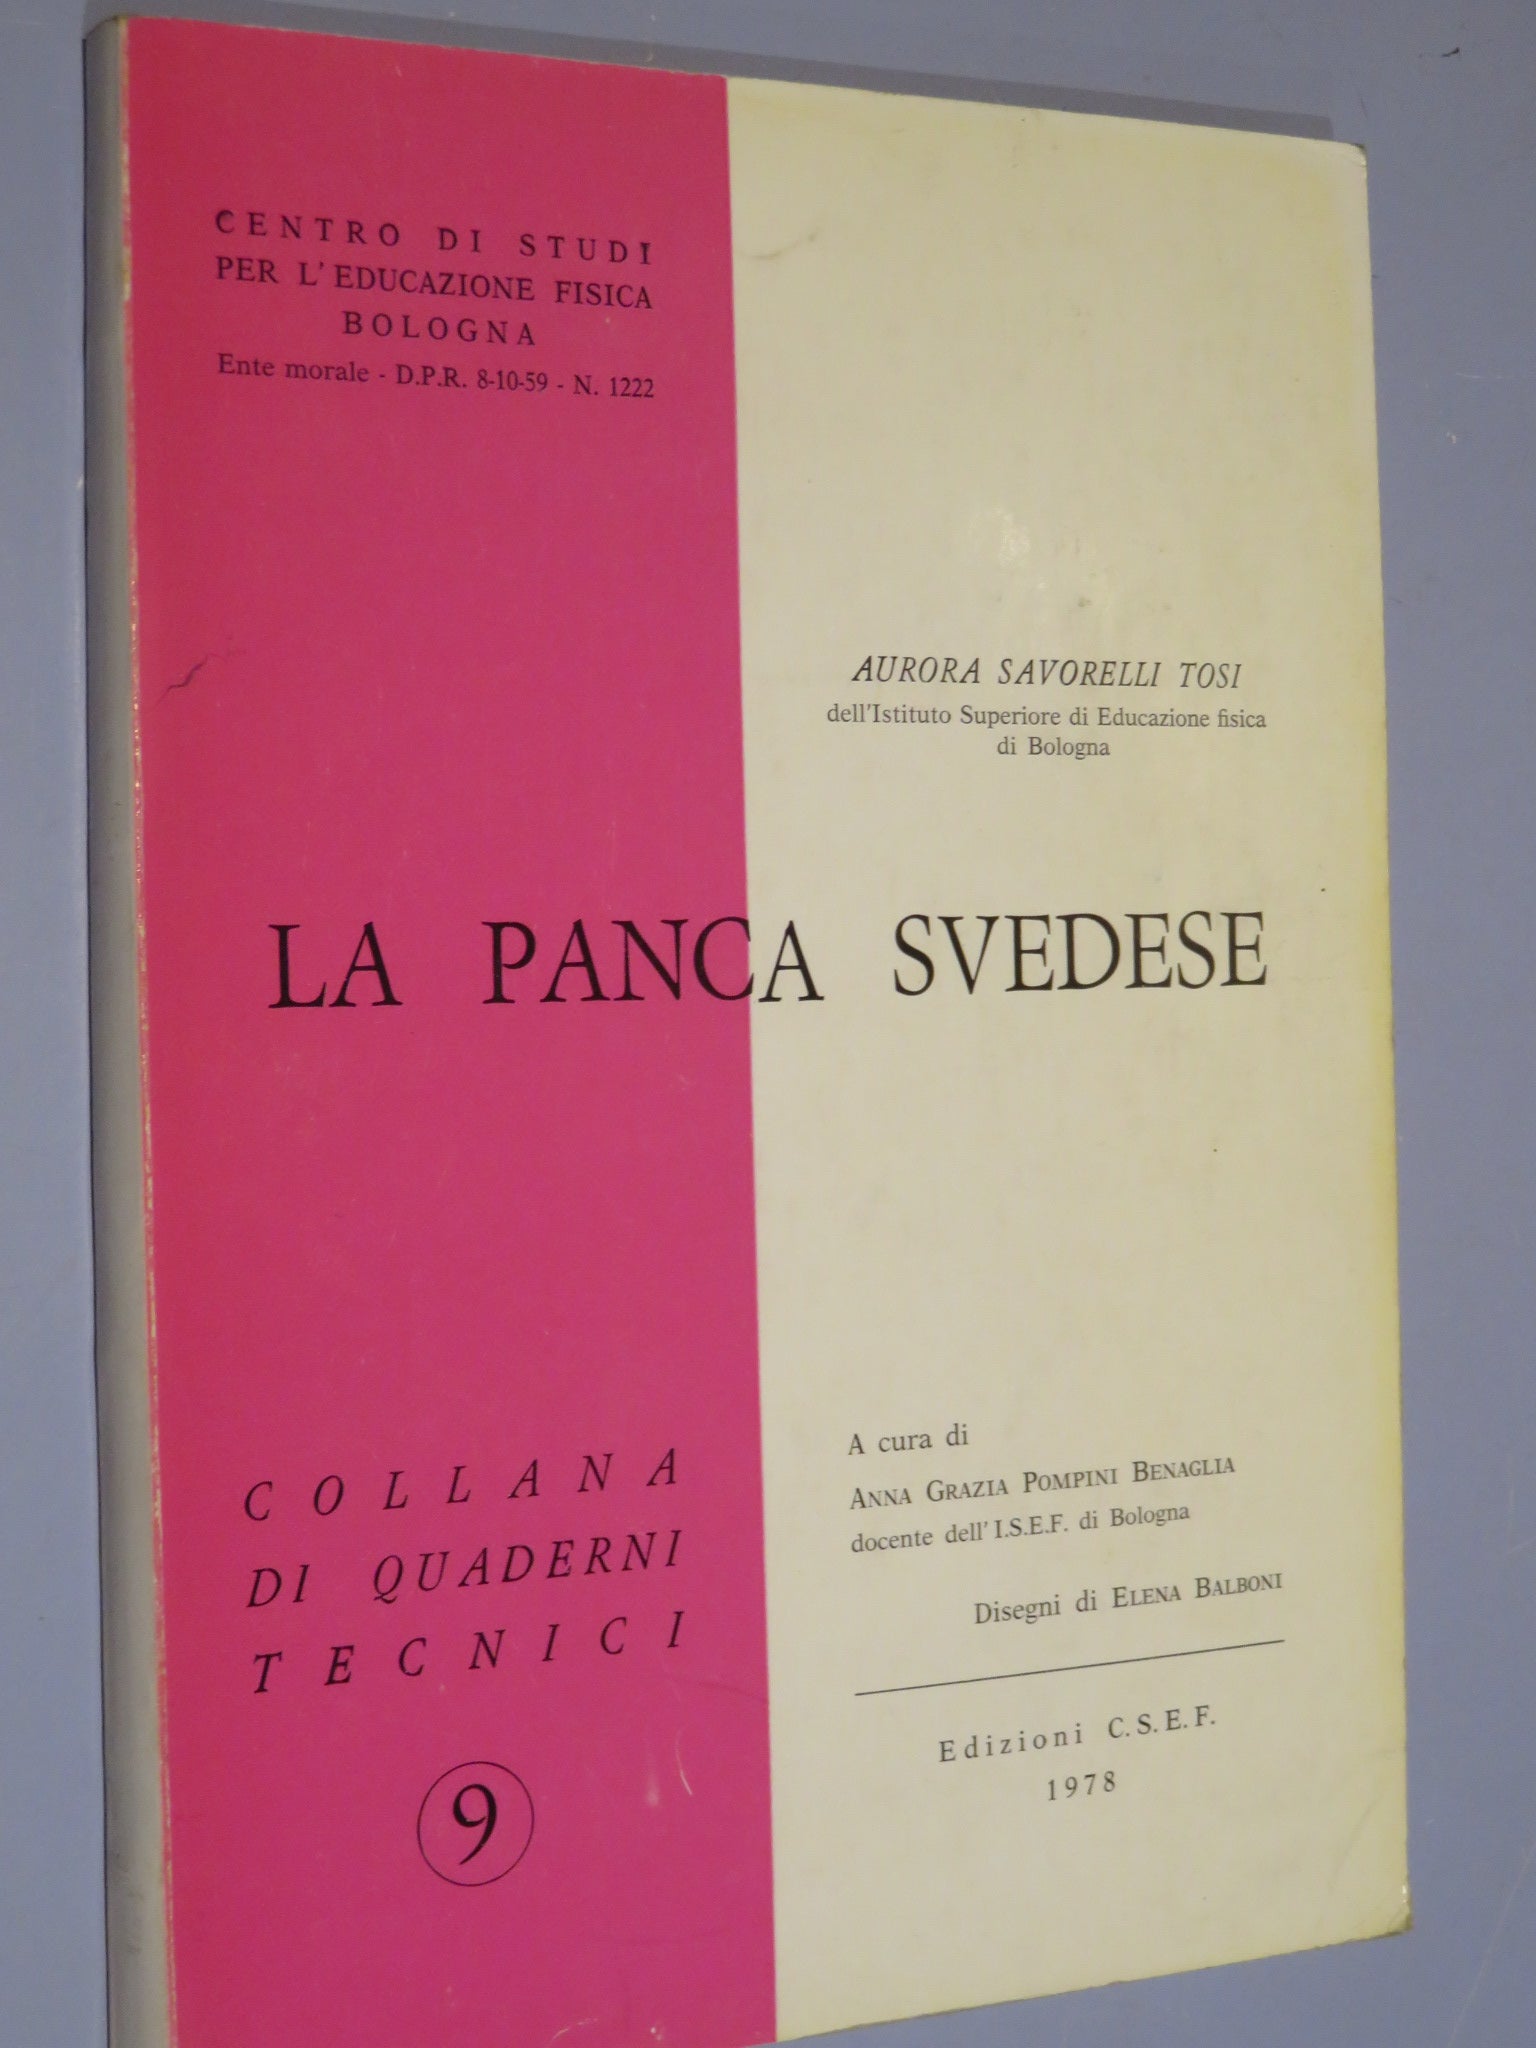 CENTRO DI STUDI
PER L'EDUCAZIONE FISICA
BOLOGNA
Ente morale - D.P.R. 8-10-59 - N. 1222
AURORA SAVORELLI TOSI
dell'Istituto Superiore di Educazione fisica
di Bologna
LA PANCA SVEDESE
A cura di
ANNA GRAZIA POMPINI BENAGLIA
docente dell'I.S.E.F. di Bologna
Disegni di ELENA BALBONI
Edizioni C.S.E.F.
1978
COLLANA
DI QUADERNI
TECNICI
9